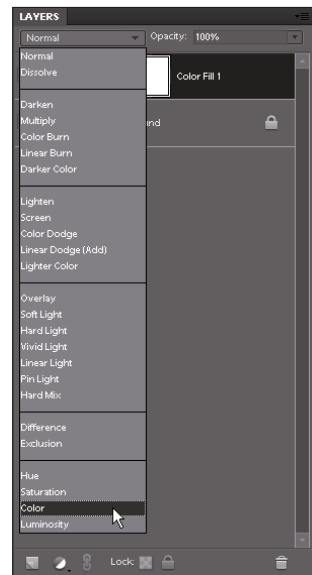 LAYERS
Normal Opacity: 100%
Normal
Dissolve
Color Fill 1
Darken
Multiply
und
Color Burn
Linear Burn
Darker Color
Lighten
Screen
Color Dodge
Linear Dodge (Add)
Lighter Color
Overlay
Soft Light
Hard Light
Vivid Light
Linear Light
Pin Light
Hard Mix
Difference
Exclusion
Hue
Saturation
Color
Luminosity
Lock: